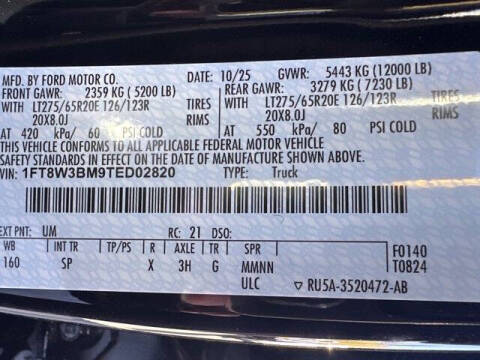 MFD. BY FORD MOTOR CO. 10/25 GVWR: 5443 KG (12000 LB)
FRONT GAWR: 2359 KG (5200 LB) REAR GAWR: 3279 KG (7230 LB)
WITH LT275/65R20E 126/123R TIRES WITH LT275/65R20E 126/123R TIRES
20X8.0J RIMS 20X8.0J RIMS
AT 420 kPa/ 60 PSI COLD AT 550 kPa/ 80 PSI COLD
THIS VEHICLE CONFORMS TO ALL APPLICABLE FEDERAL MOTOR VEHICLE
SAFETY STANDARDS IN EFFECT ON THE DATE OF MANUFACTURE SHOWN ABOVE.
VIN: 1FT8W3BM9TED02820 TYPE: Truck
EXT PNT: UM RC: 21 DSO:
WB INT TR TP/PS R AXLE TR SPR F0140
160 SP X 3H G MMNN T0824
ULC ▽ RU5A-3520472-AB